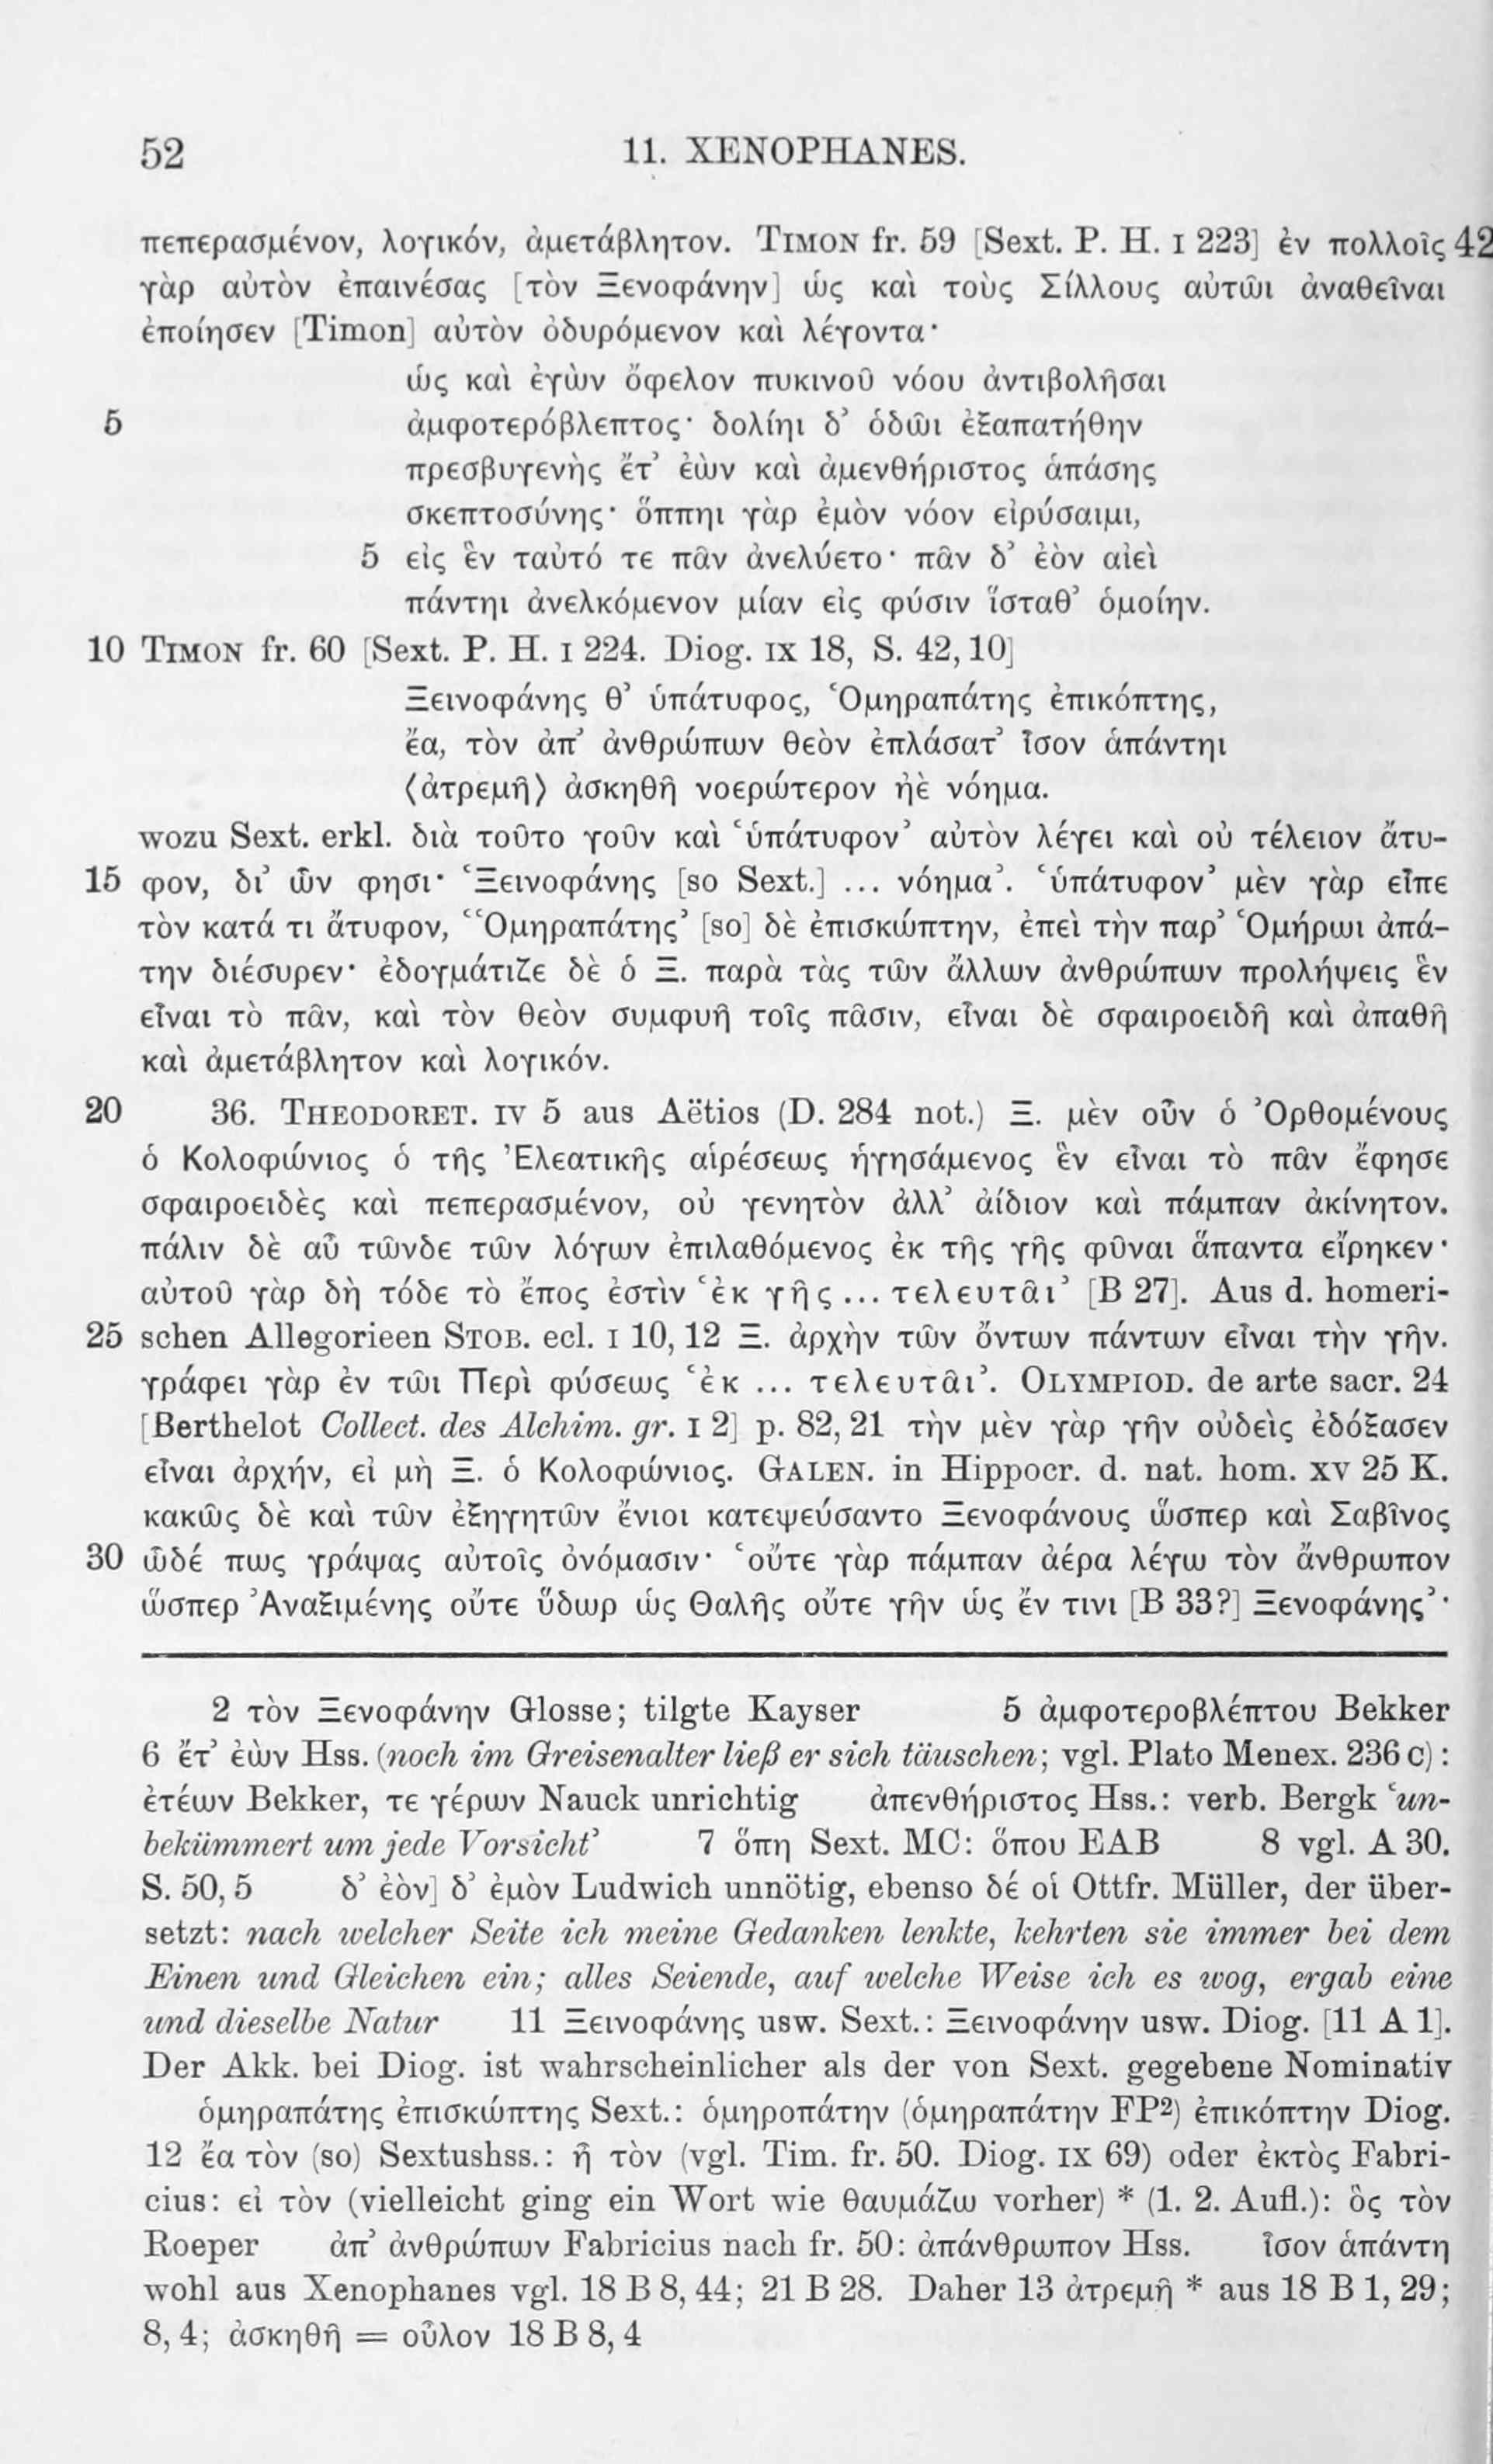 52
11. XENOPHANES.
πεπερασμένον, λογικόν, ἀμετάβλητον. TIMON fr. 59 [Sext. P. H. I 223] ἐν πολλοῖς 42
γὰρ αὐτὸν ἐπαινέσας [τὸν Ξενοφάνην] ὡς καὶ τοὺς Σίλλους αὐτῶι ἀναθεῖναι
ἐποίησεν [Timon] αὐτὸν ὀδυρόμενον καὶ λέγοντα·
ὡς καὶ ἐγὼν ὄφελον πυκινοῦ νόου ἀντιβολῆσαι
5 ἀμφοτερόβλεπτος· δολίηι δ’ ὁδῶι ἐξαπατήθην
πρεσβυγενὴς ἔτ’ ἐὼν καὶ ἀμενθήριστος ἁπάσης
σκεπτοσύνης· ὅππηι γὰρ ἐμὸν νόον εἰρύσαιμι,
5 εἰς ἓν ταὐτό τε πᾶν ἀνελύετο· πᾶν δ’ ἐὸν αἰεὶ
πάντηι ἀνελκόμενον μίαν εἰς φύσιν ἵσταθ’ ὁμοίην.
10 TIMON fr. 60 [Sext. P. H. I 224. Diog. IX 18, S. 42, 10]
Ξεινοφάνης θ’ ὑπάτυφος, Ὁμηραπάτης ἐπικόπτης,
ἔα, τὸν ἀπ’ ἀνθρώπων θεὸν ἐπλάσατ’ ἶσον ἁπάντηι
⟨ἀτρεμῆ⟩ ἀσκηθῆ νοερώτερον ἠὲ νόημα.
wozu Sext. erkl. διὰ τοῦτο γοῦν καὶ ‘ὑπάτυφον’ αὐτὸν λέγει καὶ οὐ τέλειον ἄτυ-
15 φον, δι’ ὧν φησι· ‘Ξεινοφάνης [so Sext.] ... νόημα’. ‘ὑπάτυφον’ μὲν γὰρ εἶπε
τὸν κατά τι ἄτυφον, ‘Ὁμηραπάτης’ [so] δὲ ἐπισκώπτην, ἐπεὶ τὴν παρ’ Ὁμήρωι ἀπά-
την διέσυρεν· ἐδογμάτιζε δὲ ὁ Ξ. παρὰ τὰς τῶν ἄλλων ἀνθρώπων προλήψεις ἓν
εἶναι τὸ πᾶν, καὶ τὸν θεὸν συμφυῆ τοῖς πᾶσιν, εἶναι δὲ σφαιροειδῆ καὶ ἀπαθῆ
καὶ ἀμετάβλητον καὶ λογικόν.
20 36. THEODORET. IV 5 aus Aëtios (D. 284 not.) Ξ. μὲν οὖν ὁ Ὀρθομένους
ὁ Κολοφώνιος ὁ τῆς Ἐλεατικῆς αἱρέσεως ἡγησάμενος ἓν εἶναι τὸ πᾶν ἔφησε
σφαιροειδὲς καὶ πεπερασμένον, οὐ γενητὸν ἀλλ’ ἀίδιον καὶ πάμπαν ἀκίνητον.
πάλιν δὲ αὖ τῶνδε τῶν λόγων ἐπιλαθόμενος ἐκ τῆς γῆς φῦναι ἅπαντα εἴρηκεν·
αὐτοῦ γὰρ δὴ τόδε τὸ ἔπος ἐστὶν ‘ἐκ γῆς ... τελευτᾶι’ [B 27]. Aus d. homeri-
25 schen Allegorieen STOB. ecl. I 10, 12 Ξ. ἀρχὴν τῶν ὄντων πάντων εἶναι τὴν γῆν.
γράφει γὰρ ἐν τῶι Περὶ φύσεως ‘ἐκ ... τελευτᾶι’. OLYMPIOD. de arte sacr. 24
[Berthelot Collect. des Alchim. gr. I 2] p. 82, 21 τὴν μὲν γὰρ γῆν οὐδεὶς ἐδόξασεν
εἶναι ἀρχήν, εἰ μὴ Ξ. ὁ Κολοφώνιος. GALEN. in Hippocr. d. nat. hom. XV 25 K.
κακῶς δὲ καὶ τῶν ἐξηγητῶν ἔνιοι κατεψεύσαντο Ξενοφάνους ὥσπερ καὶ Σαβῖνος
30 ὧδέ πως γράψας αὐτοῖς ὀνόμασιν· ‘οὔτε γὰρ πάμπαν ἀέρα λέγω τὸν ἄνθρωπον
ὥσπερ Ἀναξιμένης οὔτε ὕδωρ ὡς Θαλῆς οὔτε γῆν ὡς ἔν τινι [B 33?] Ξενοφάνης’·
2 τὸν Ξενοφάνην Glosse; tilgte Kayser 5 ἀμφοτεροβλέπτου Bekker
6 ἔτ’ ἐὼν Hss. (noch im Greisenalter ließ er sich täuschen; vgl. Plato Menex. 236 c) :
ἐτέων Bekker, τε γέρων Nauck unrichtig ἀπενθήριστος Hss.: verb. Bergk ‘un-
bekümmert um jede Vorsicht’ 7 ὅπη Sext. MC: ὅπου EAB 8 vgl. A 30.
S. 50, 5 δ’ ἐὸν] δ’ ἐμὸν Ludwich unnötig, ebenso δέ οἱ Ottfr. Müller, der über-
setzt: nach welcher Seite ich meine Gedanken lenkte, kehrten sie immer bei dem
Einen und Gleichen ein; alles Seiende, auf welche Weise ich es wog, ergab eine
und dieselbe Natur 11 Ξεινοφάνης usw. Sext.: Ξεινοφάνην usw. Diog. [11 A 1].
Der Akk. bei Diog. ist wahrscheinlicher als der von Sext. gegebene Nominativ
ὁμηραπάτης ἐπισκώπτης Sext.: ὁμηροπάτην (ὁμηραπάτην FP2) ἐπικόπτην Diog.
12 ἔα τὸν (so) Sextushss.: ἢ τὸν (vgl. Tim. fr. 50. Diog. IX 69) oder ἐκτὸς Fabri-
cius: εἰ τὸν (vielleicht ging ein Wort wie θαυμάζω vorher) * (1. 2. Aufl.): ὃς τὸν
Roeper ἀπ’ ἀνθρώπων Fabricius nach fr. 50: ἀπάνθρωπον Hss. ἶσον ἁπάντη
wohl aus Xenophanes vgl. 18 B 8, 44; 21 B 28. Daher 13 ἀτρεμῆ * aus 18 B 1, 29;
8, 4; ἀσκηθῆ = οὖλον 18 B 8, 4